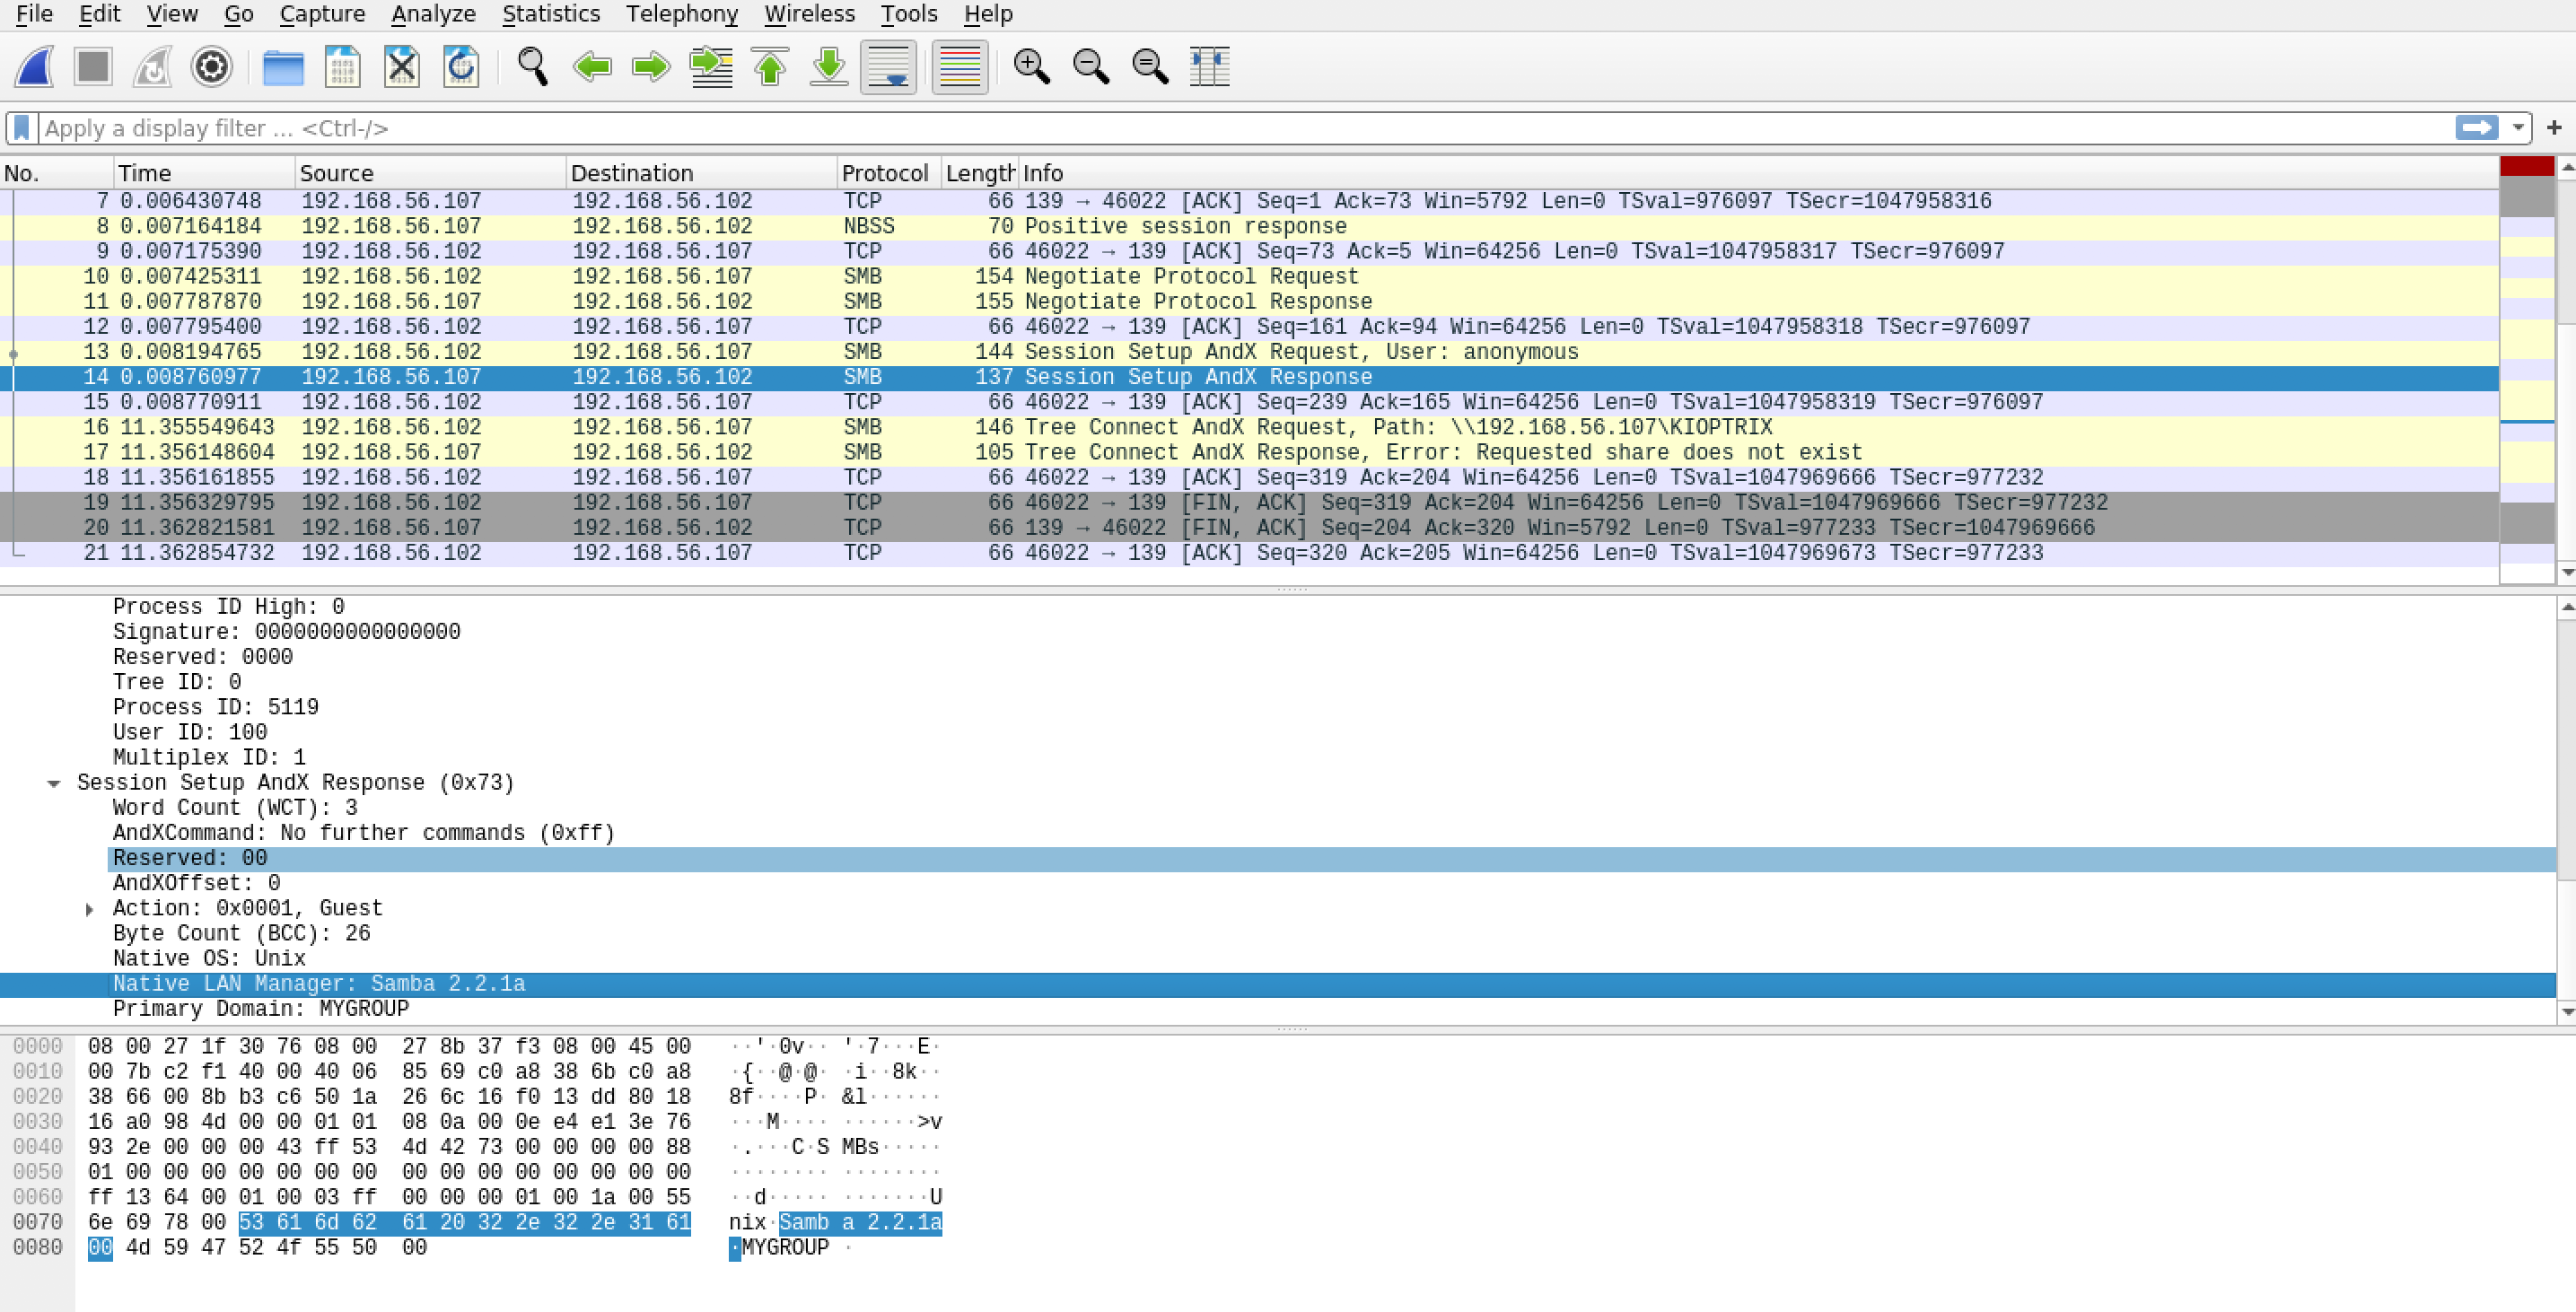 File Edit View Go Capture Analyze Statistics Telephony Wireless Tools Help
Apply a display filter … <Ctrl-/>
No. Time Source Destination Protocol Length Info
7 0.006430748 192.168.56.107 192.168.56.102 TCP 66 139 → 46022 [ACK] Seq=1 Ack=73 Win=5792 Len=0 TSval=976097 TSecr=1047958316
8 0.007164184 192.168.56.107 192.168.56.102 NBSS 70 Positive session response
9 0.007175390 192.168.56.102 192.168.56.107 TCP 66 46022 → 139 [ACK] Seq=73 Ack=5 Win=64256 Len=0 TSval=1047958317 TSecr=976097
10 0.007425311 192.168.56.102 192.168.56.107 SMB 154 Negotiate Protocol Request
11 0.007787870 192.168.56.107 192.168.56.102 SMB 155 Negotiate Protocol Response
12 0.007795400 192.168.56.102 192.168.56.107 TCP 66 46022 → 139 [ACK] Seq=161 Ack=94 Win=64256 Len=0 TSval=1047958318 TSecr=976097
13 0.008194765 192.168.56.102 192.168.56.107 SMB 144 Session Setup AndX Request, User: anonymous
14 0.008760977 192.168.56.107 192.168.56.102 SMB 137 Session Setup AndX Response
15 0.008770911 192.168.56.102 192.168.56.107 TCP 66 46022 → 139 [ACK] Seq=239 Ack=165 Win=64256 Len=0 TSval=1047958319 TSecr=976097
16 11.355549643 192.168.56.102 192.168.56.107 SMB 146 Tree Connect AndX Request, Path: \\192.168.56.107\KIOPTRIX
17 11.356148604 192.168.56.107 192.168.56.102 SMB 105 Tree Connect AndX Response, Error: Requested share does not exist
18 11.356161855 192.168.56.102 192.168.56.107 TCP 66 46022 → 139 [ACK] Seq=319 Ack=204 Win=64256 Len=0 TSval=1047969666 TSecr=977232
19 11.356329795 192.168.56.102 192.168.56.107 TCP 66 46022 → 139 [FIN, ACK] Seq=319 Ack=204 Win=64256 Len=0 TSval=1047969666 TSecr=977232
20 11.362821581 192.168.56.107 192.168.56.102 TCP 66 139 → 46022 [FIN, ACK] Seq=204 Ack=320 Win=5792 Len=0 TSval=977233 TSecr=1047969666
21 11.362854732 192.168.56.102 192.168.56.107 TCP 66 46022 → 139 [ACK] Seq=320 Ack=205 Win=64256 Len=0 TSval=1047969673 TSecr=977233
Process ID High: 0
Signature: 0000000000000000
Reserved: 0000
Tree ID: 0
Process ID: 5119
User ID: 100
Multiplex ID: 1
Session Setup AndX Response (0x73)
Word Count (WCT): 3
AndXCommand: No further commands (0xff)
Reserved: 00
AndXOffset: 0
Action: 0x0001, Guest
Byte Count (BCC): 26
Native OS: Unix
Native LAN Manager: Samba 2.2.1a
Primary Domain: MYGROUP
0000 08 00 27 1f 30 76 08 00 27 8b 37 f3 08 00 45 00 ··'·0v·· '·7···E·
0010 00 7b c2 f1 40 00 40 06 85 69 c0 a8 38 6b c0 a8 ·{··@·@· ·i··8k··
0020 38 66 00 8b b3 c6 50 1a 26 6c 16 f0 13 dd 80 18 8f····P· &l······
0030 16 a0 98 4d 00 00 01 01 08 0a 00 0e e4 e1 3e 76 ···M···· ······>v
0040 93 2e 00 00 00 43 ff 53 4d 42 73 00 00 00 00 88 ·.···C·S MBs·····
0050 01 00 00 00 00 00 00 00 00 00 00 00 00 00 00 00 ········ ········
0060 ff 13 64 00 01 00 03 ff 00 00 00 01 00 1a 00 55 ··d····· ·······U
0070 6e 69 78 00 53 61 6d 62 61 20 32 2e 32 2e 31 61 nix·Samb a 2.2.1a
0080 00 4d 59 47 52 4f 55 50 00 ·MYGROUP ·